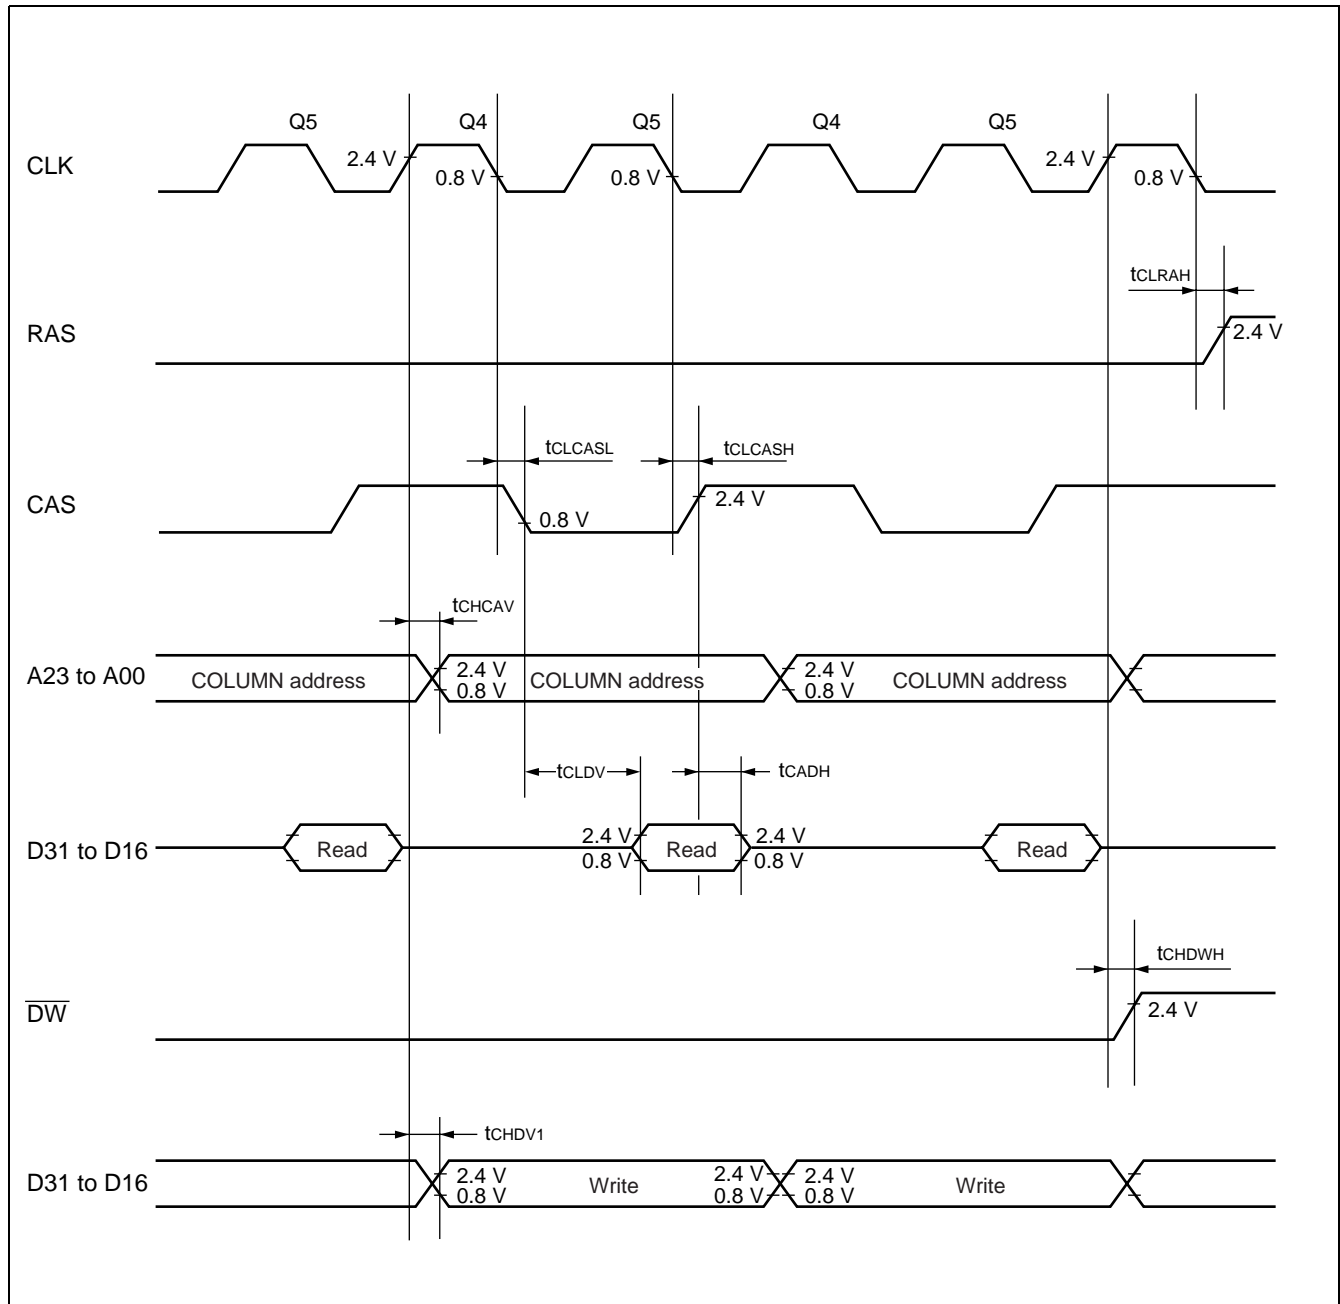 Q5 Q4 Q5 Q4 Q5
CLK
2.4 V 0.8 V 0.8 V 2.4 V 0.8 V
tCLRAH
RAS
2.4 V
tCLCASL tCLCASH
CAS
0.8 V 2.4 V
tCHCAV
A23 to A00
COLUMN address 2.4 V COLUMN address 2.4 V COLUMN address
0.8 V 0.8 V
tCLDV tCADH
D31 to D16
Read 2.4 V Read 2.4 V Read
0.8 V 0.8 V
tCHDWH
DW
2.4 V
tCHDV1
D31 to D16
2.4 V Write 2.4 V 2.4 V Write
0.8 V 0.8 V 0.8 V